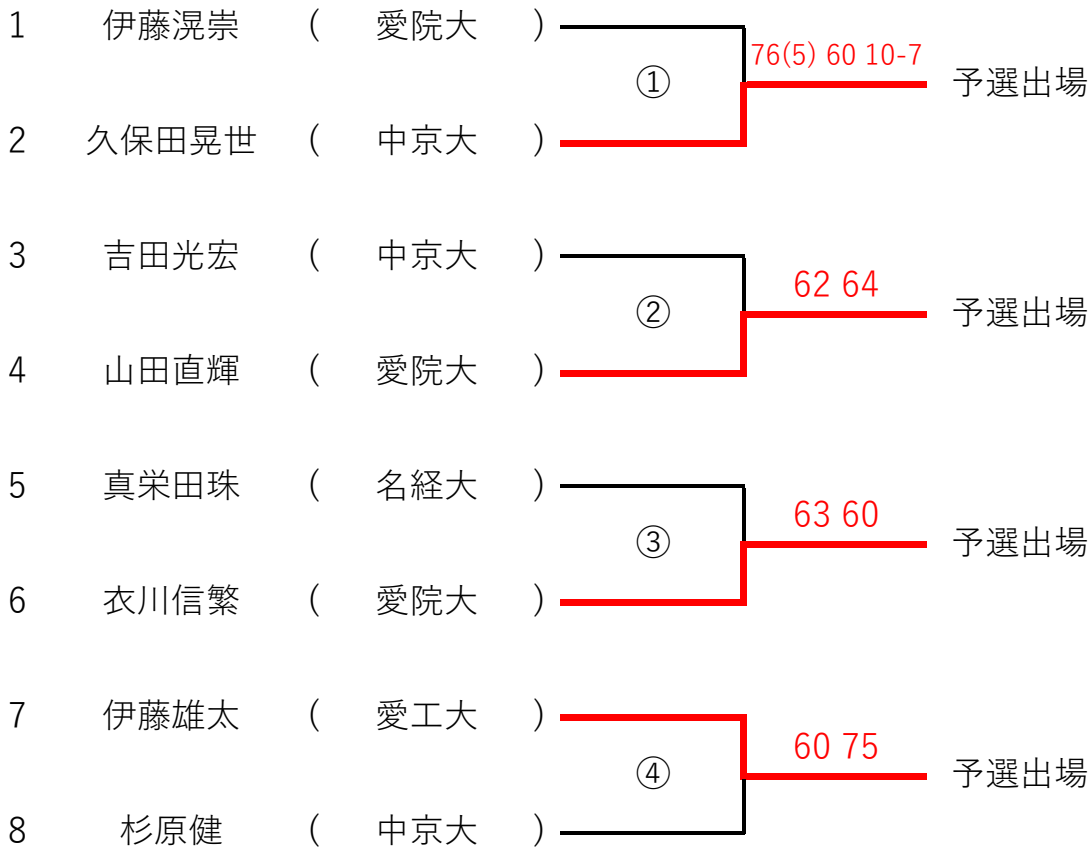 1 伊藤滉崇 ( 愛院大 )
76(5) 60 10-7
① 予選出場
2 久保田晃世 ( 中京大 )
3 吉田光宏 ( 中京大 )
62 64
② 予選出場
4 山田直輝 ( 愛院大 )
5 真栄田珠 ( 名経大 )
63 60
③ 予選出場
6 衣川信繁 ( 愛院大 )
7 伊藤雄太 ( 愛工大 )
60 75
④ 予選出場
8 杉原健 ( 中京大 )